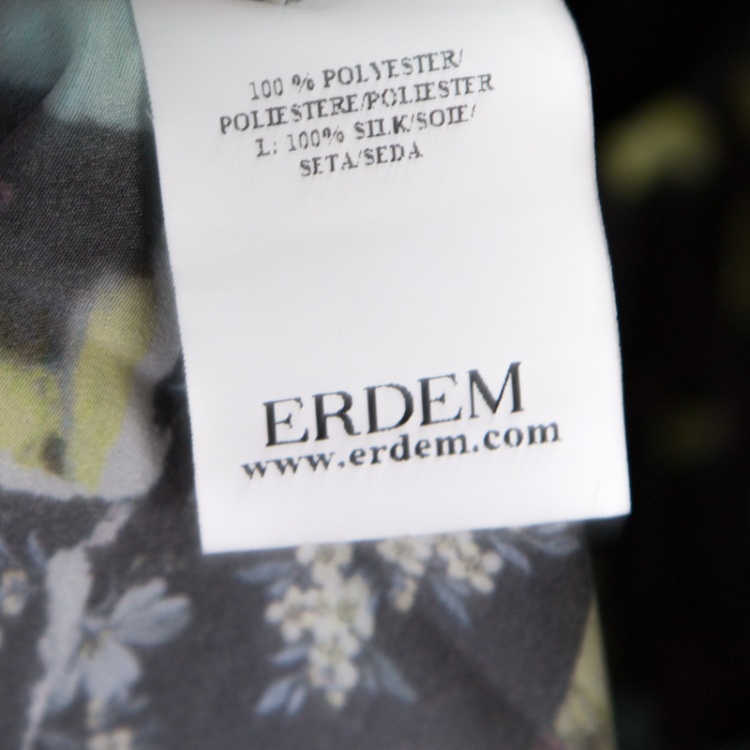 100 % POLYESTER/
POLIESTERE/POLIESTER
L: 100% SILK/SOIE/
SETA/SEDA
ERDEM
www.erdem.com